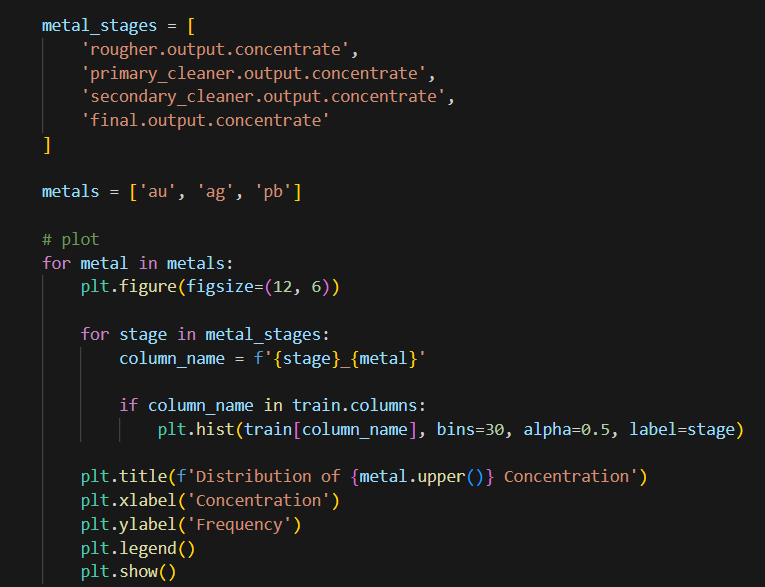 metal_stages = [
    'rougher.output.concentrate',
    'primary_cleaner.output.concentrate',
    'secondary_cleaner.output.concentrate',
    'final.output.concentrate'
]

metals = ['au', 'ag', 'pb']

# plot
for metal in metals:
    plt.figure(figsize=(12, 6))

    for stage in metal_stages:
        column_name = f'{stage}_{metal}'

        if column_name in train.columns:
            plt.hist(train[column_name], bins=30, alpha=0.5, label=stage)

    plt.title(f'Distribution of {metal.upper()} Concentration')
    plt.xlabel('Concentration')
    plt.ylabel('Frequency')
    plt.legend()
    plt.show()